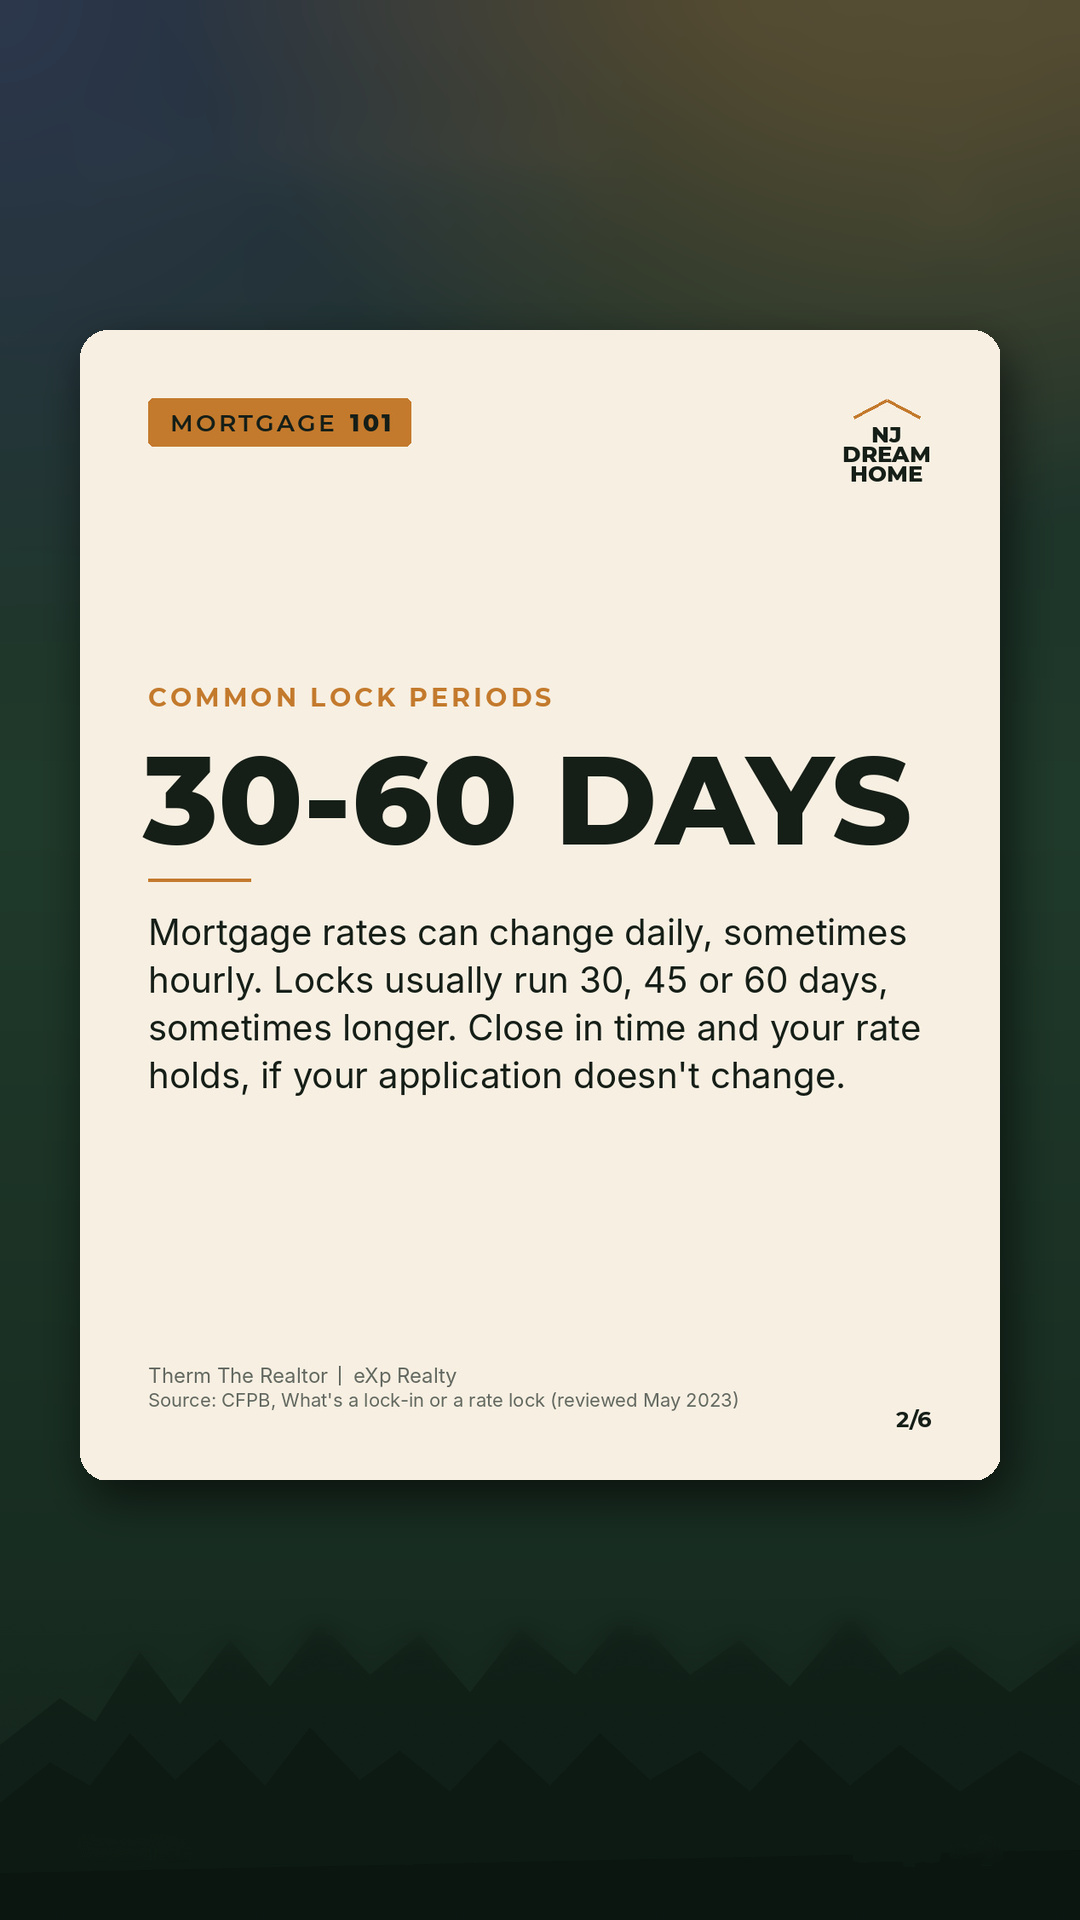 MORTGAGE 101
NJ
DREAM
HOME
COMMON LOCK PERIODS
30-60 DAYS
Mortgage rates can change daily, sometimes
hourly. Locks usually run 30, 45 or 60 days,
sometimes longer. Close in time and your rate
holds, if your application doesn't change.
Therm The Realtor | eXp Realty
Source: CFPB, What's a lock-in or a rate lock (reviewed May 2023)
2/6